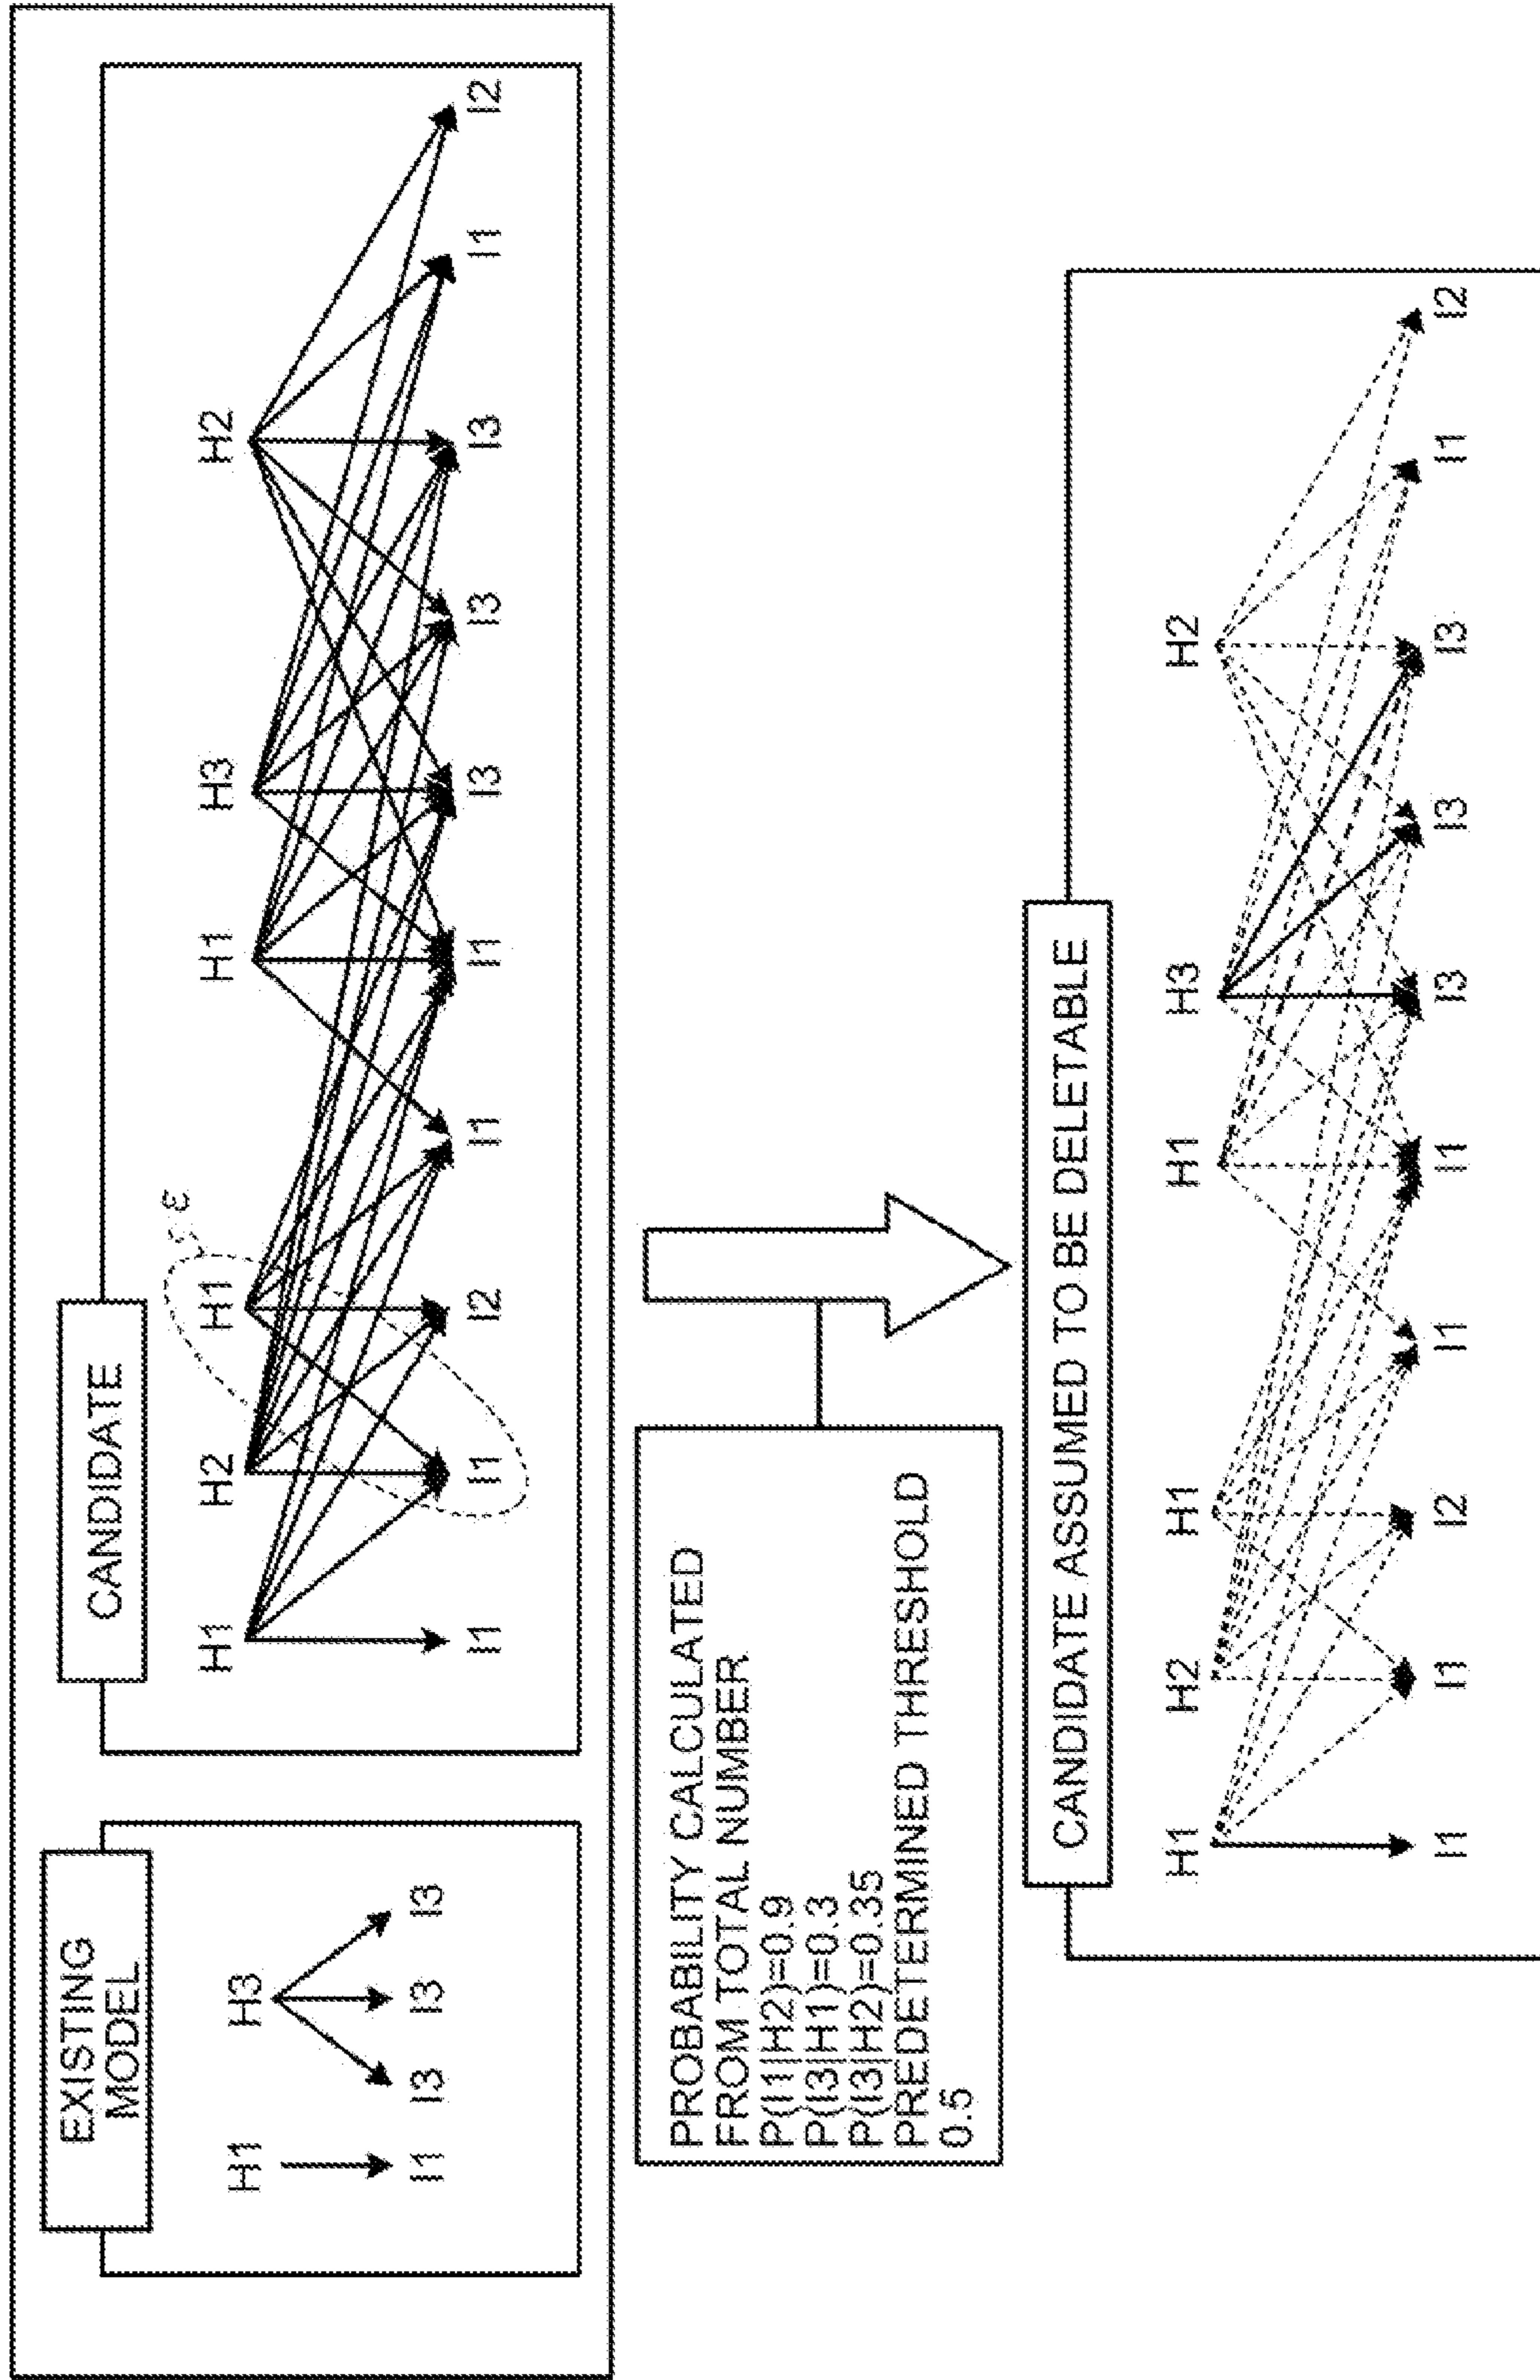 EXISTING
MODEL
H1 H3
I1 I3 I3 I3
CANDIDATE
H1 H2 H1 H1 H3 H2
ε
I1 I1 I2 I1 I1 I3 I3 I3 I1 I2
PROBABILITY CALCULATED
FROM TOTAL NUMBER
P(I1|H2)=0.9
P(I3|H1)=0.3
P(I3|H2)=0.35
PREDETERMINED THRESHOLD
0.5
CANDIDATE ASSUMED TO BE DELETABLE
H1 H2 H1 H1 H3 H2
I1 I1 I2 I1 I1 I3 I3 I3 I1 I2